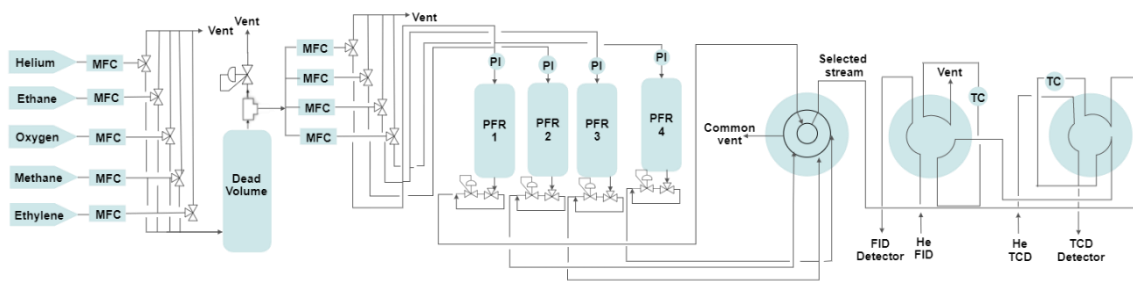 Helium
MFC
Ethane
MFC
Oxygen
MFC
Methane
MFC
Ethylene
MFC
Vent
Vent
Dead
Volume
MFC
MFC
MFC
MFC
Vent
PI
PI
PI
PI
PFR
1
PFR
2
PFR
3
PFR
4
Common
vent
Selected
stream
Vent
TC
TC
FID
Detector
He
FID
He
TCD
TCD
Detector